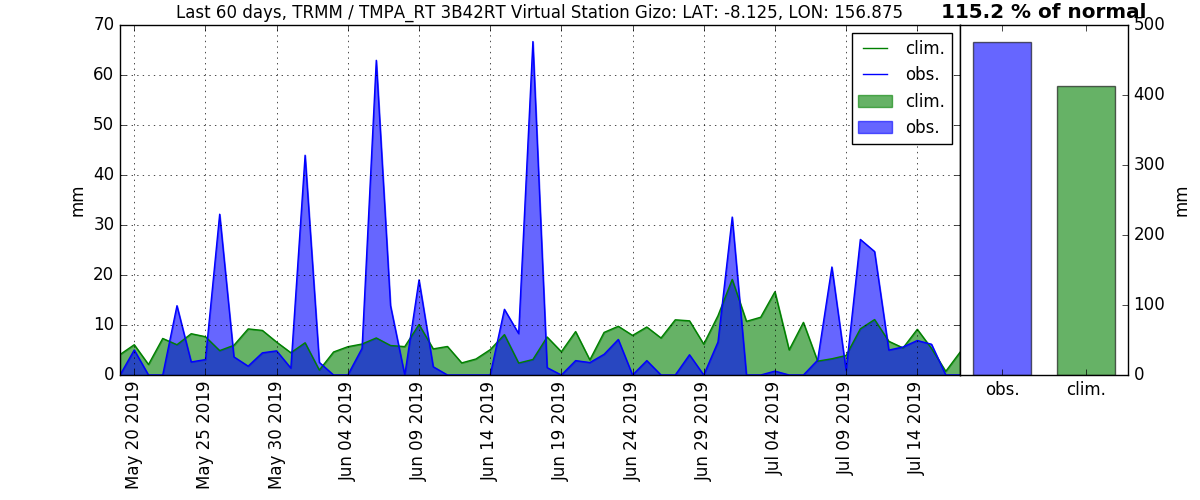 Last 60 days, TRMM / TMPA_RT 3B42RT Virtual Station Gizo: LAT: -8.125, LON: 156.875
115.2 % of normal
70
60
50
40
30
20
10
0
mm
clim.
obs.
clim.
obs.
May 20 2019
May 25 2019
May 30 2019
Jun 04 2019
Jun 09 2019
Jun 14 2019
Jun 19 2019
Jun 24 2019
Jun 29 2019
Jul 04 2019
Jul 09 2019
Jul 14 2019
500
400
300
200
100
0
mm
obs.
clim.